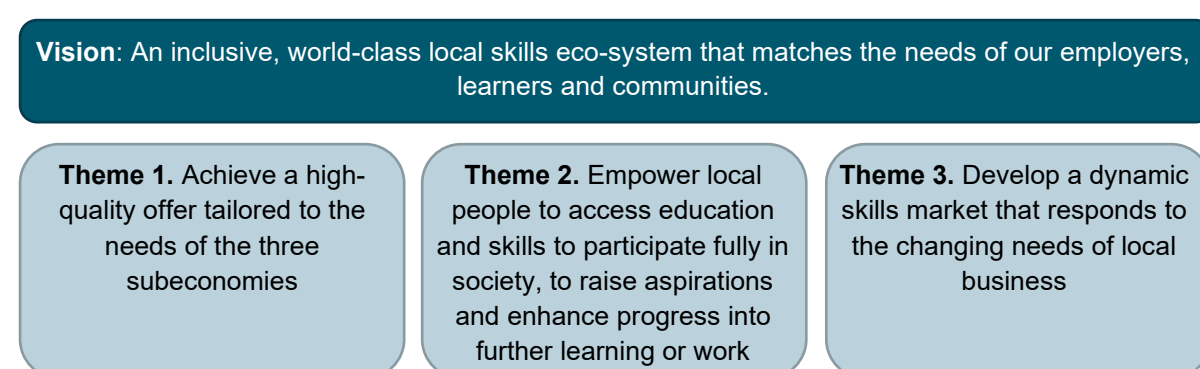 Vision: An inclusive, world-class local skills eco-system that matches the needs of our employers,
learners and communities.
Theme 1. Achieve a high-
quality offer tailored to the
needs of the three
subeconomies
Theme 2. Empower local
people to access education
and skills to participate fully in
society, to raise aspirations
and enhance progress into
further learning or work
Theme 3. Develop a dynamic
skills market that responds to
the changing needs of local
business